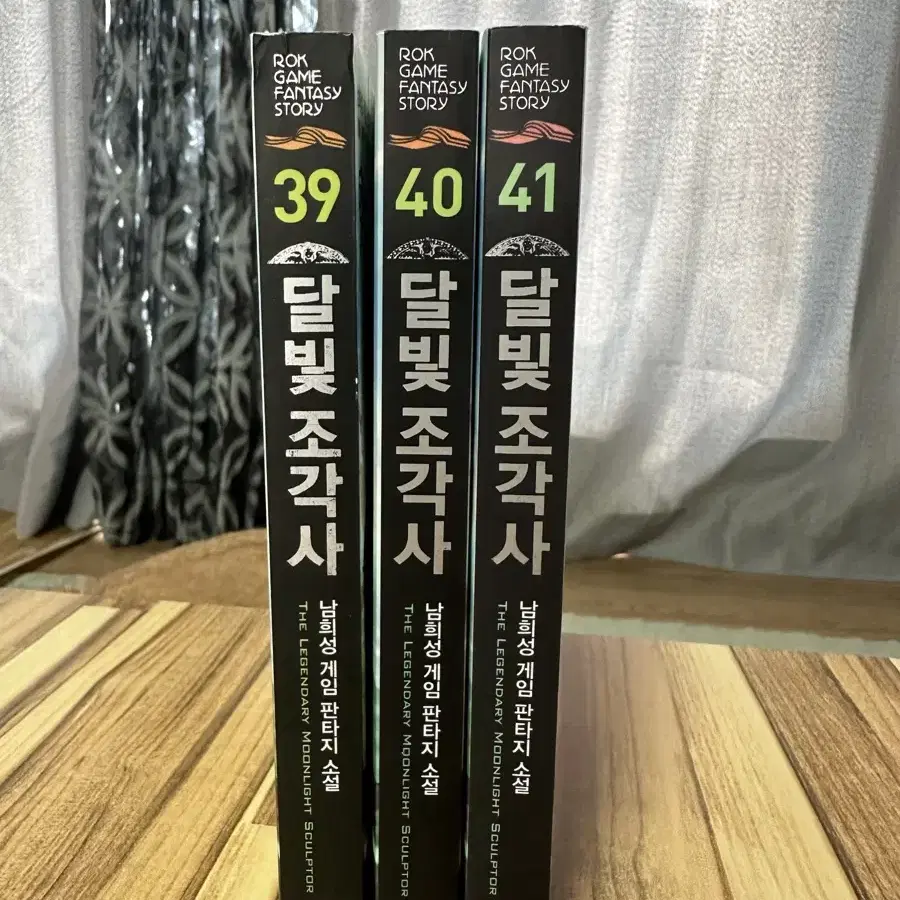 ROK
GAME
FANTASY
STORY
39
달빛 조각사
남희성 게임 판타지 소설
THE LEGENDARY MOONLIGHT SCULPTOR
ROK
GAME
FANTASY
STORY
40
달빛 조각사
남희성 게임 판타지 소설
THE LEGENDARY MOONLIGHT SCULPTOR
ROK
GAME
FANTASY
STORY
41
달빛 조각사
남희성 게임 판타지 소설
THE LEGENDARY MOONLIGHT SCULPTOR